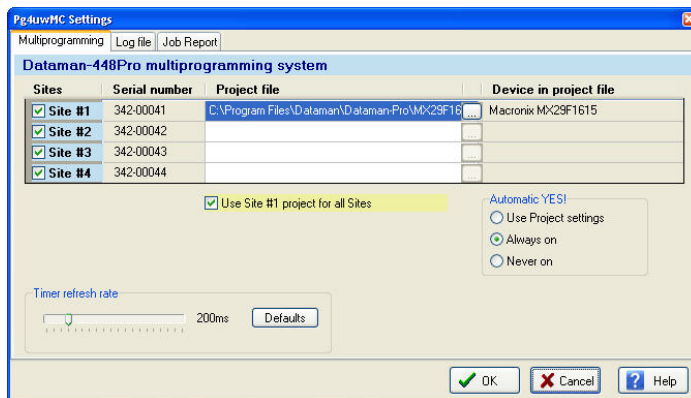 Pg4uwMC Settings
Multiprogramming Log file Job Report
Dataman-448Pro multiprogramming system
Sites Serial number Project file Device in project file
Site #1 342-00041 C:\Program Files\Dataman\Dataman-Pro\MX29F16 ... Macronix MX29F1615
Site #2 342-00042 ...
Site #3 342-00043 ...
Site #4 342-00044 ...
Use Site #1 project for all Sites
Automatic YES!
Use Project settings
Always on
Never on
Timer refresh rate
200ms Defaults
OK Cancel ? Help